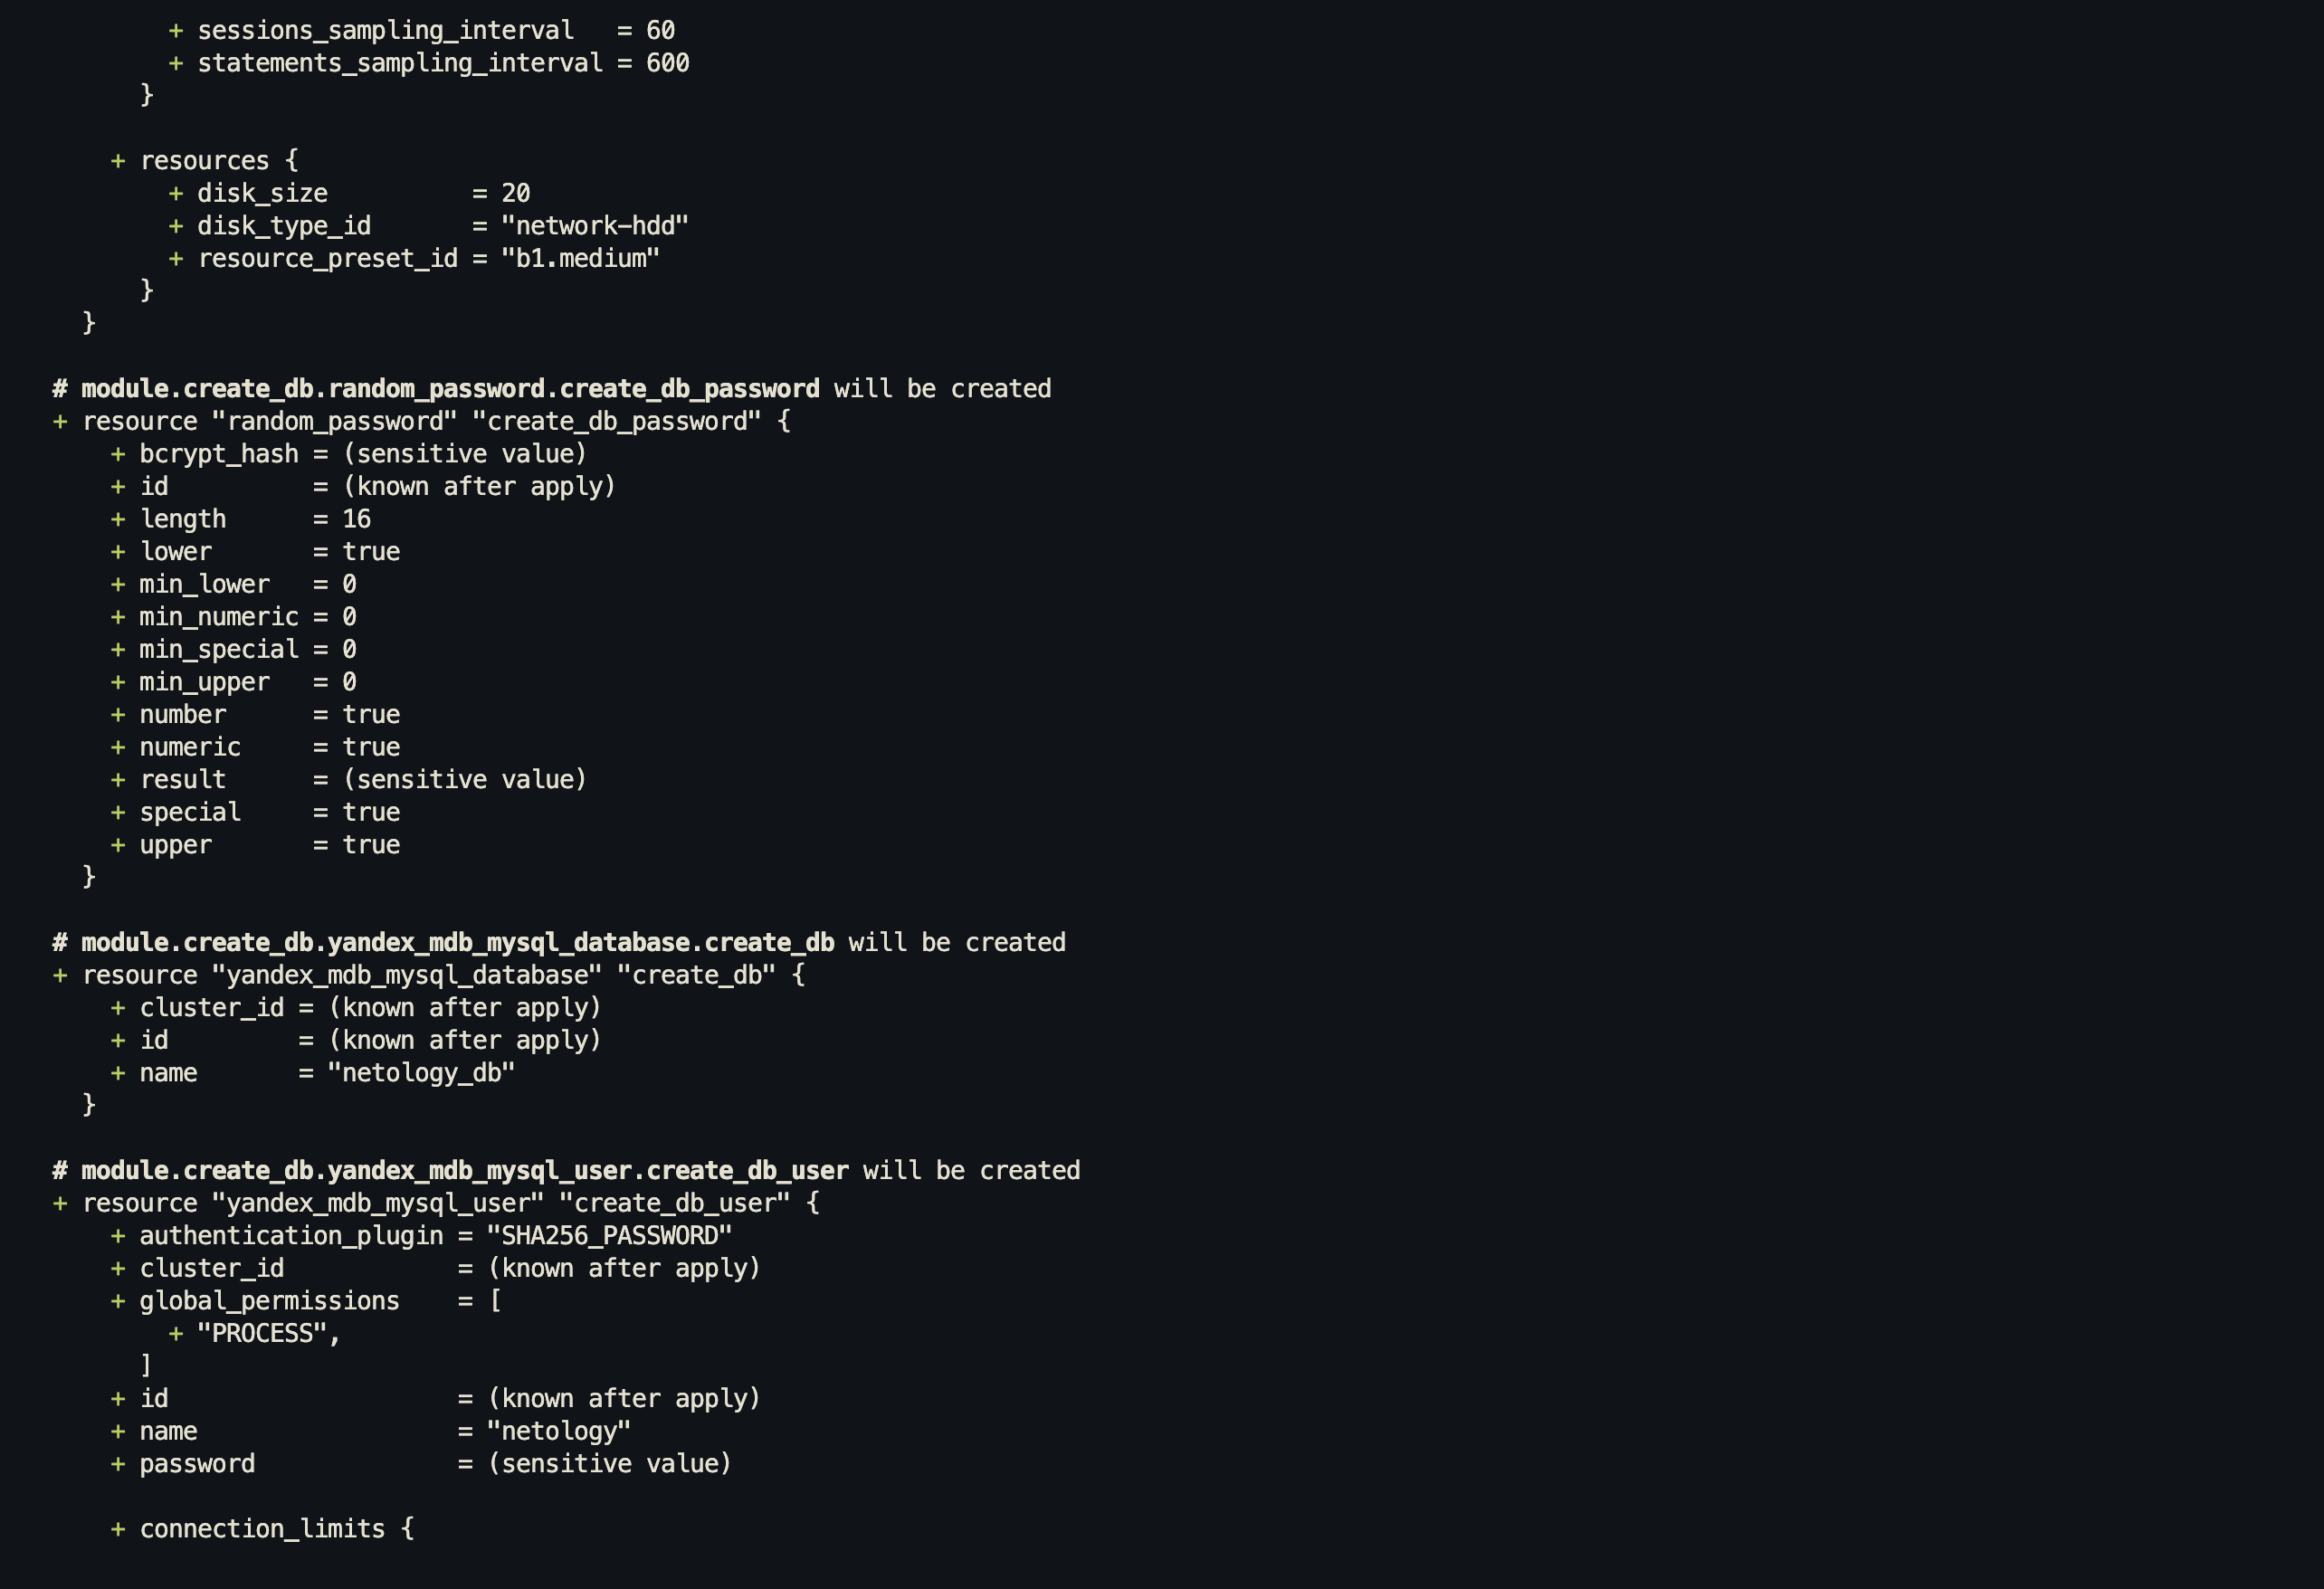 + sessions_sampling_interval   = 60
        + statements_sampling_interval = 600
      }

    + resources {
        + disk_size          = 20
        + disk_type_id       = "network-hdd"
        + resource_preset_id = "b1.medium"
      }
  }

# module.create_db.random_password.create_db_password will be created
+ resource "random_password" "create_db_password" {
    + bcrypt_hash = (sensitive value)
    + id          = (known after apply)
    + length      = 16
    + lower       = true
    + min_lower   = 0
    + min_numeric = 0
    + min_special = 0
    + min_upper   = 0
    + number      = true
    + numeric     = true
    + result      = (sensitive value)
    + special     = true
    + upper       = true
  }

# module.create_db.yandex_mdb_mysql_database.create_db will be created
+ resource "yandex_mdb_mysql_database" "create_db" {
    + cluster_id = (known after apply)
    + id         = (known after apply)
    + name       = "netology_db"
  }

# module.create_db.yandex_mdb_mysql_user.create_db_user will be created
+ resource "yandex_mdb_mysql_user" "create_db_user" {
    + authentication_plugin = "SHA256_PASSWORD"
    + cluster_id            = (known after apply)
    + global_permissions    = [
        + "PROCESS",
      ]
    + id                    = (known after apply)
    + name                  = "netology"
    + password              = (sensitive value)

    + connection_limits {